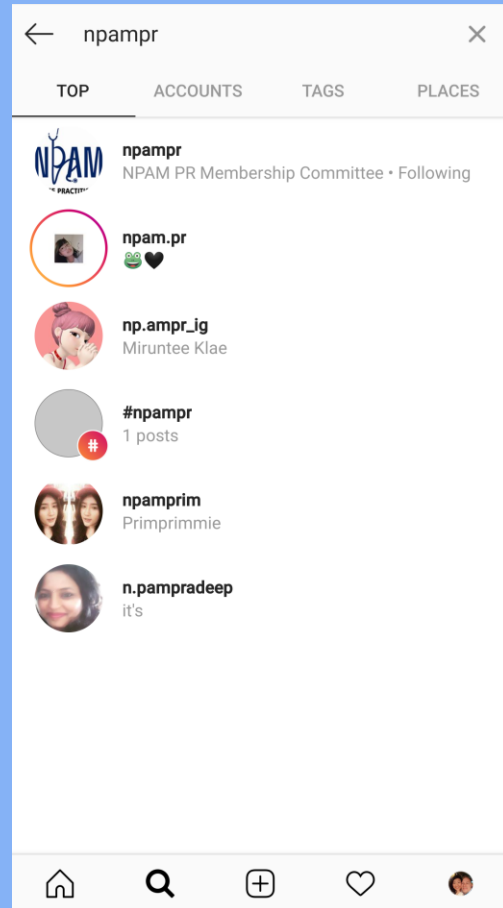 npampr
TOP ACCOUNTS TAGS PLACES
NPAM
PRACTITI
npampr
NPAM PR Membership Committee • Following
npam.pr
🐸🖤
np.ampr_ig
Miruntee Klae
#
#npampr
1 posts
npamprim
Primprimmie
n.pampradeep
it's